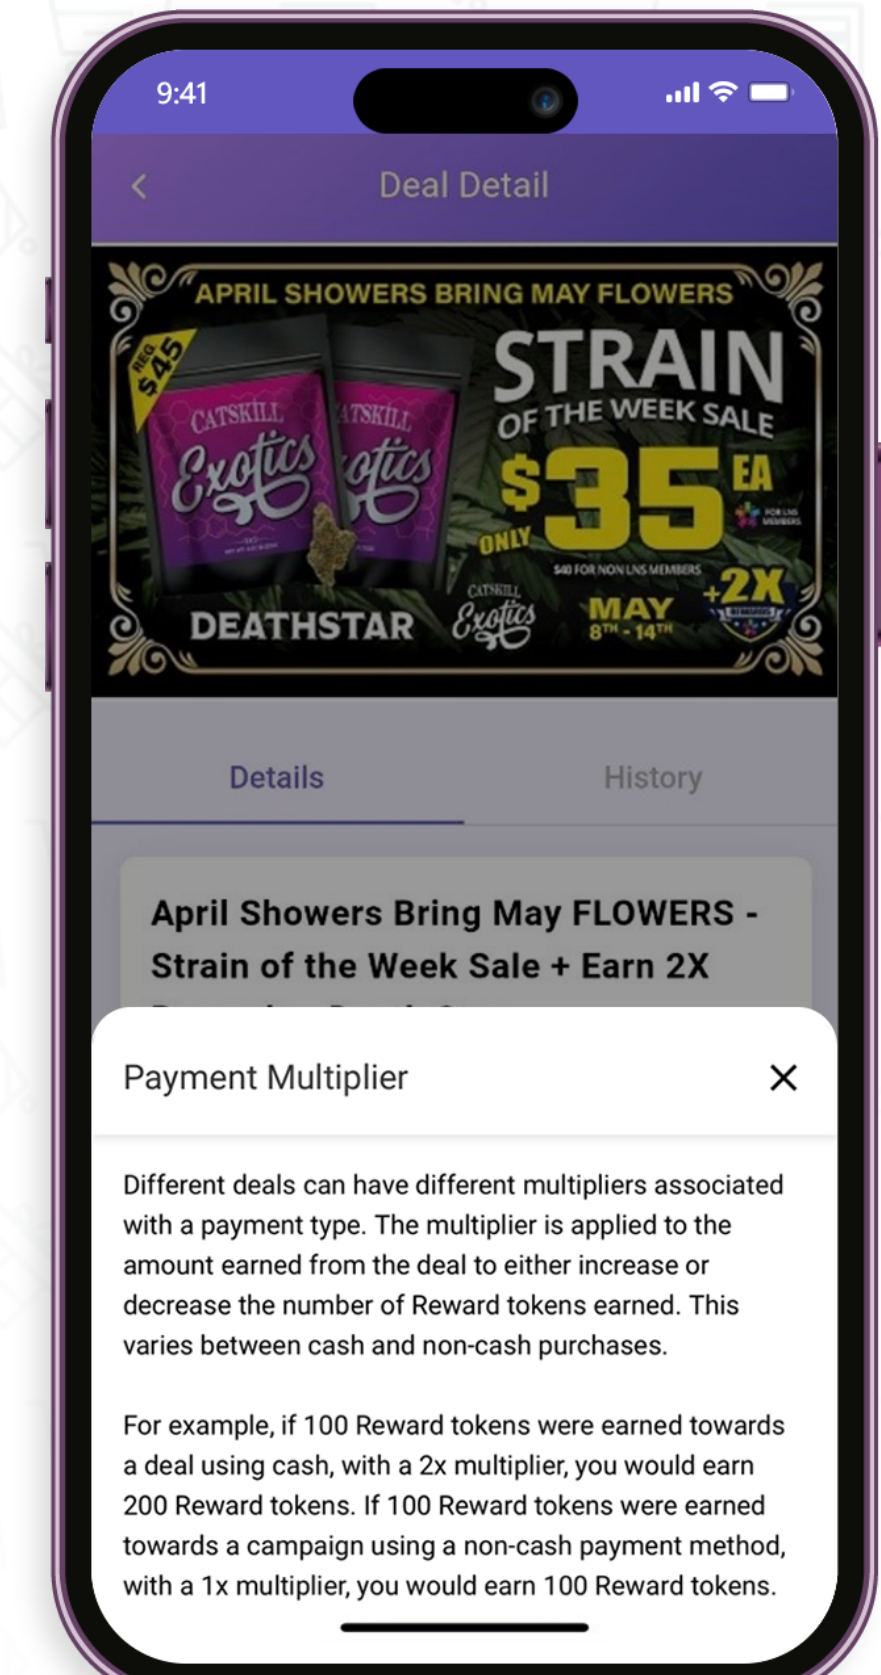 9:41
Deal Detail
APRIL SHOWERS BRING MAY FLOWERS
REG.
$45
STRAIN
OF THE WEEK SALE
CATSKILL
Exotics
ATSKILL
otics
$35 EA
ONLY
FOR LNS
MEMBERS
$40 FOR NON LNS MEMBERS
DEATHSTAR
CATSKILL
Exotics
MAY
8TH - 14TH
+2X
REWARDS
Details
History
April Showers Bring May FLOWERS -
Strain of the Week Sale + Earn 2X
Payment Multiplier
Different deals can have different multipliers associated
with a payment type. The multiplier is applied to the
amount earned from the deal to either increase or
decrease the number of Reward tokens earned. This
varies between cash and non-cash purchases.
For example, if 100 Reward tokens were earned towards
a deal using cash, with a 2x multiplier, you would earn
200 Reward tokens. If 100 Reward tokens were earned
towards a campaign using a non-cash payment method,
with a 1x multiplier, you would earn 100 Reward tokens.